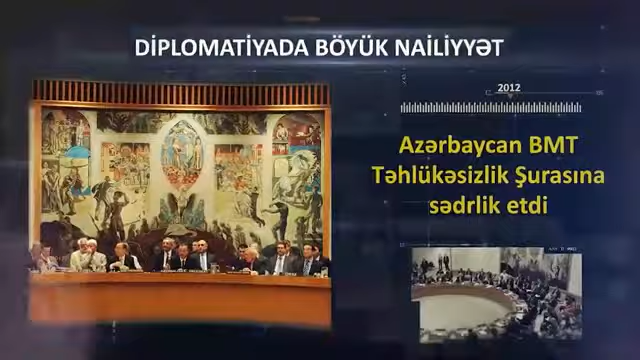 DİPLOMATİYADA BÖYÜK NAİLİYYƏT
2012
Azərbaycan BMT
Təhlükəsizlik Şurasına
sədrlik etdi